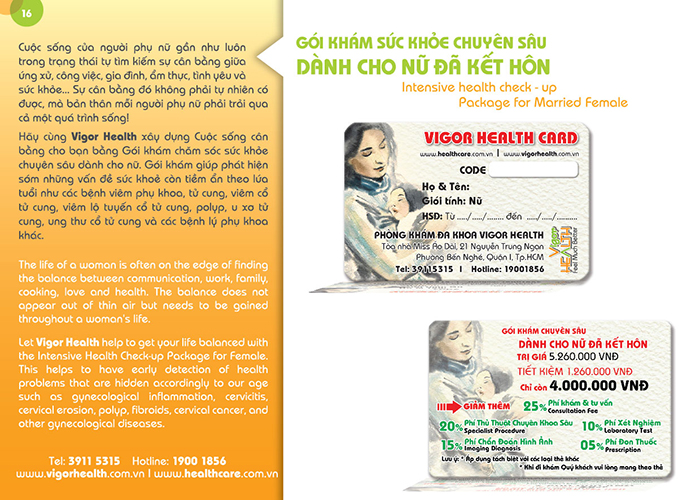 16
Cuộc sống của người phụ nữ gần như luôn
trong trạng thái tự tìm kiếm sự cân bằng giữa
ứng xử, công việc, gia đình, ẩm thực, tình yêu và
sức khỏe... Sự cân bằng đó không phải tự nhiên có
được, mà bản thân mỗi người phụ nữ phải trải qua
cả một quá trình sống!
Hãy cùng Vigor Health xây dựng Cuộc sống cân
bằng cho bạn bằng Gói khám chăm sóc sức khỏe
chuyên sâu dành cho nữ. Gói khám giúp phát hiện
sớm những vấn đề sức khoẻ còn tiềm ẩn theo lứa
tuổi như các bệnh viêm phụ khoa, tử cung, viêm cổ
tử cung, viêm lộ tuyến cổ tử cung, polyp, u xơ tử
cung, ung thư cổ tử cung và các bệnh lý phụ khoa
khác.
The life of a woman is often on the edge of finding
the balance between communication, work, family,
cooking, love and health. The balance does not
appear out of thin air but needs to be gained
throughout a woman's life.
Let Vigor Health help to get your life balanced with
the Intensive Health Check-up Package for Female.
This helps to have early detection of health
problems that are hidden accordingly to our age
such as gynecological inflammation, cervicitis,
cervical erosion, polyp, fibroids, cervical cancer, and
other gynecological diseases.
Tel: 3911 5315 Hotline: 1900 1856
www.vigorhealth.com.vn | www.healthcare.com.vn
GÓI KHÁM SỨC KHỎE CHUYÊN SÂU
DÀNH CHO NỮ ĐÃ KẾT HÔN
Intensive health check - up
Package for Married Female
VIGOR HEALTH CARD
www.healthcare.com.vn | www.vigorhealth.com.vn
CODE
Họ & Tên:
Giới tính: Nữ
HSD: Từ ...../...../........ đến ...../...../..........
PHÒNG KHÁM ĐA KHOA VIGOR HEALTH
Tòa nhà Miss Áo Dài, 21 Nguyễn Trung Ngạn
Phường Bến Nghé, Quận 1, Tp.HCM
Tel: 39115315 | Hotline: 19001856
Vigor
HEALTH
Feel Much Better
GÓI KHÁM CHUYÊN SÂU
DÀNH CHO NỮ ĐÃ KẾT HÔN
TRỊ GIÁ 5.260.000 VNĐ
TIẾT KIỆM 1.260.000 VNĐ
Chỉ còn 4.000.000 VNĐ
GIẢM THÊM
25% Phí khám & tư vấn
Consultation Fee
20% Phí Thủ Thuật Chuyên Khoa Sâu
Specialist Procedure
10% Phí Xét Nghiệm
Laboratory Test
15% Phí Chẩn Đoán Hình Ảnh
Imaging Diagnosis
05% Phí Đơn Thuốc
Prescription
Lưu ý: * Áp dụng tách biệt với các loại thẻ khác
* Khi đi khám Quý khách vui lòng mang theo thẻ